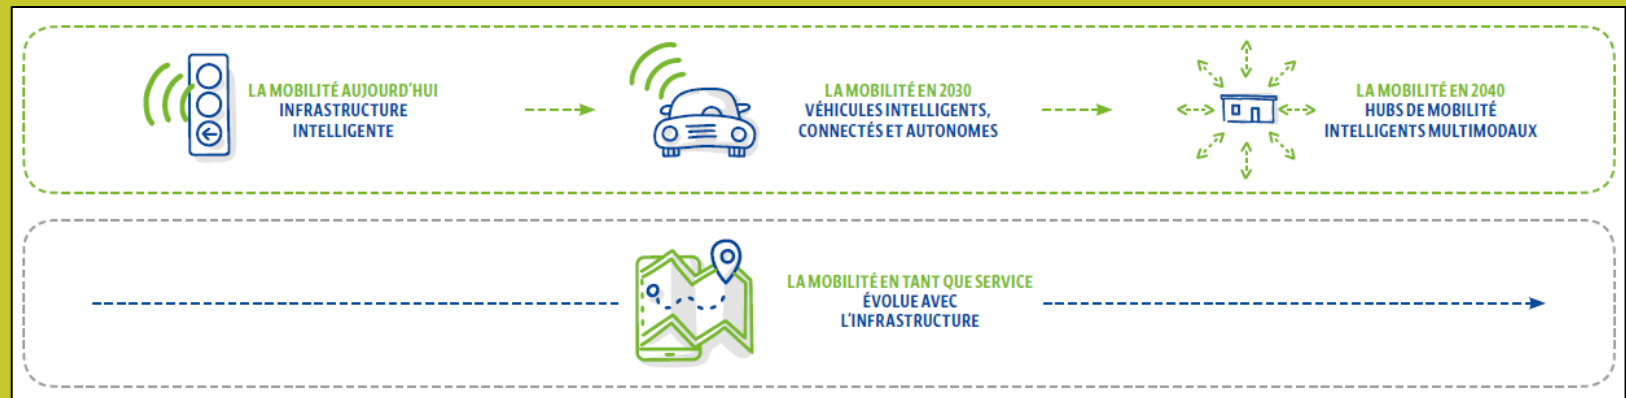 LA MOBILITÉ AUJOURD'HUI
INFRASTRUCTURE
INTELLIGENTE
LA MOBILITÉ EN 2030
VÉHICULES INTELLIGENTS,
CONNECTÉS ET AUTONOMES
LA MOBILITÉ EN 2040
HUBS DE MOBILITÉ
INTELLIGENTS MULTIMODAUX
LA MOBILITÉ EN TANT QUE SERVICE
ÉVOLUE AVEC
L'INFRASTRUCTURE